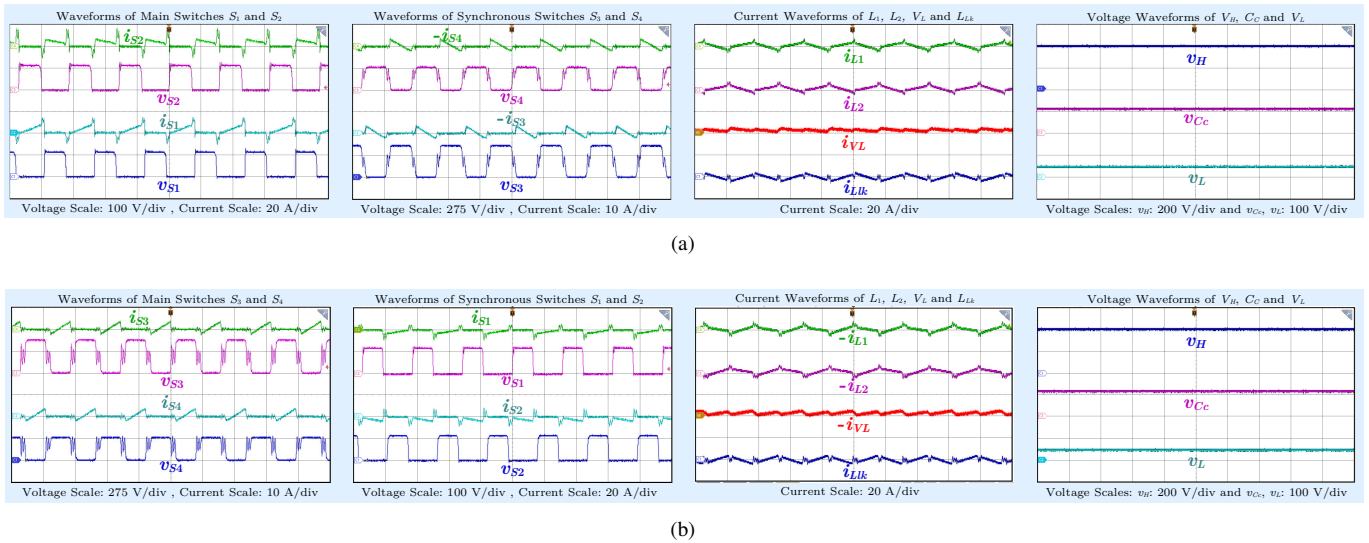 Waveforms of Main Switches S1 and S2
iS2
vS2
iS1
vS1
Voltage Scale: 100 V/div , Current Scale: 20 A/div
Waveforms of Synchronous Switches S3 and S4
-iS4
vS4
-iS3
vS3
Voltage Scale: 275 V/div , Current Scale: 10 A/div
Current Waveforms of L1, L2, VL and LLk
iL1
iL2
iVL
iLlk
Current Scale: 20 A/div
Voltage Waveforms of VH, CC and VL
vH
vCc
vL
Voltage Scales: vH: 200 V/div and vCc, vL: 100 V/div
(a)
Waveforms of Main Switches S3 and S4
iS3
vS3
iS4
vS4
Voltage Scale: 275 V/div , Current Scale: 10 A/div
Waveforms of Synchronous Switches S1 and S2
iS1
vS1
iS2
vS2
Voltage Scale: 100 V/div , Current Scale: 20 A/div
Current Waveforms of L1, L2, VL and LLk
-iL1
-iL2
-iVL
iLlk
Current Scale: 20 A/div
Voltage Waveforms of VH, CC and VL
vH
vCc
vL
Voltage Scales: vH: 200 V/div and vCc, vL: 100 V/div
(b)